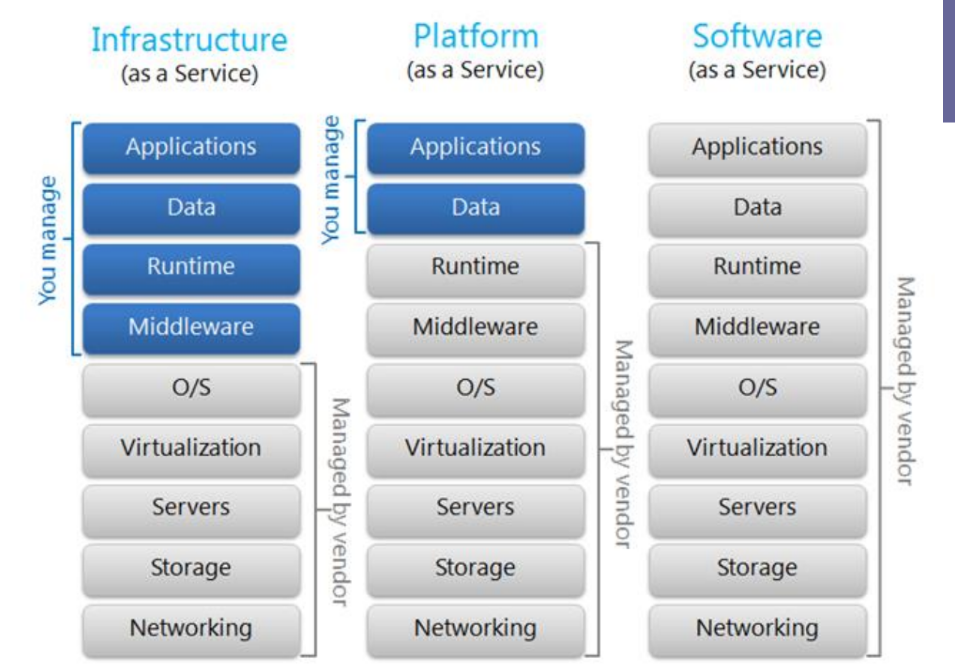 Infrastructure
(as a Service)
You manage
Applications
Data
Runtime
Middleware
O/S
Virtualization
Servers
Storage
Networking
Managed by vendor
Platform
(as a Service)
You manage
Applications
Data
Runtime
Middleware
O/S
Virtualization
Servers
Storage
Networking
Managed by vendor
Software
(as a Service)
Applications
Data
Runtime
Middleware
O/S
Virtualization
Servers
Storage
Networking
Managed by vendor